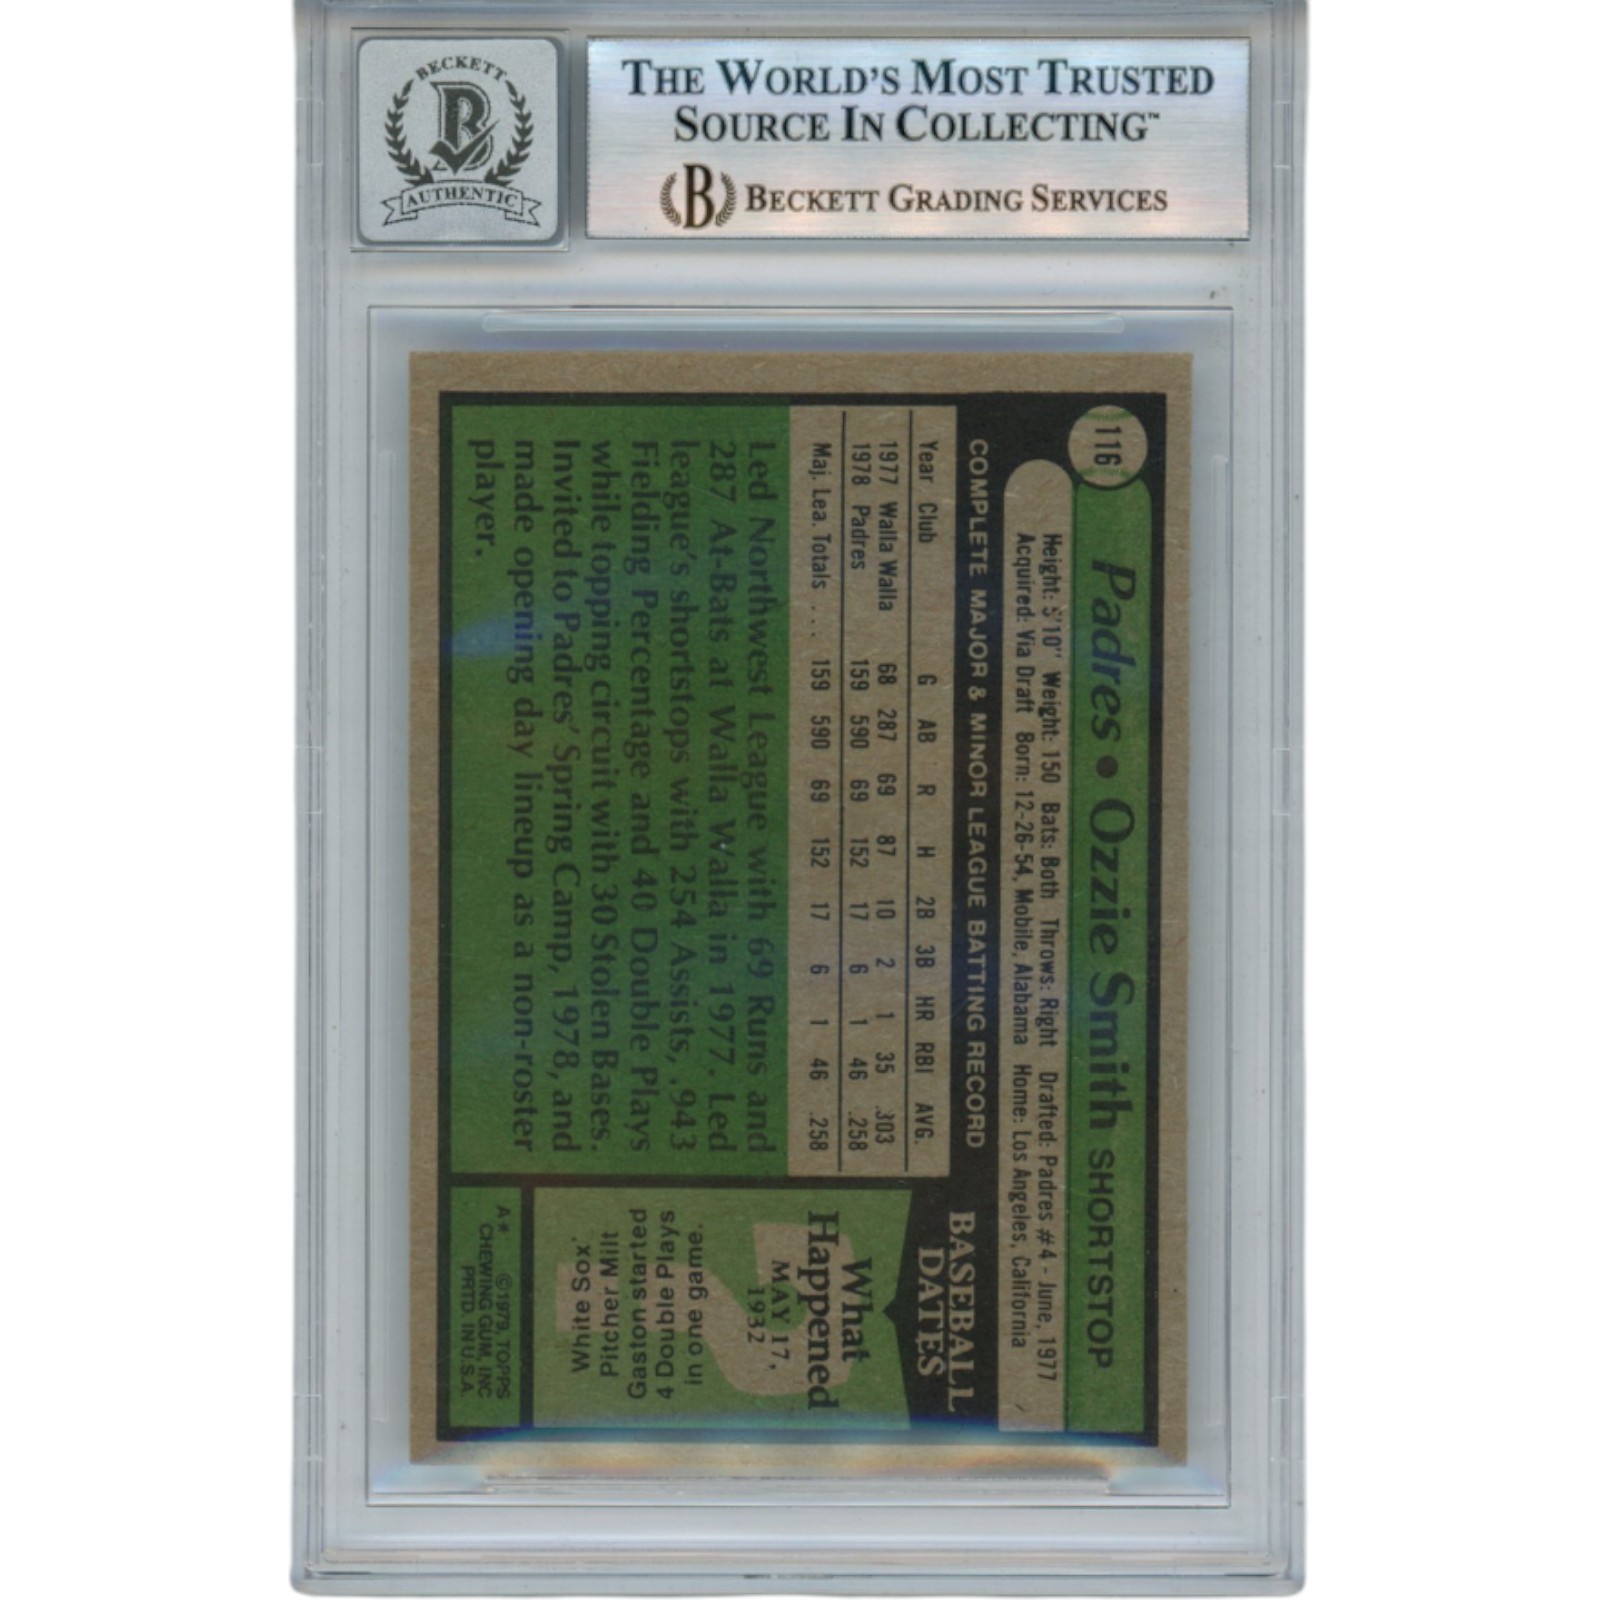 BECKETT
B
AUTHENTIC
THE WORLD'S MOST TRUSTED
SOURCE IN COLLECTING™
B BECKETT GRADING SERVICES
116
Padres • Ozzie Smith SHORTSTOP
Height: 5'10" Weight: 150 Bats: Both Throws: Right Drafted: Padres #4 - June, 1977
Acquired: Via Draft Born: 12-26-54, Mobile, Alabama Home: Los Angeles, California
COMPLETE MAJOR & MINOR LEAGUE BATTING RECORD
Year Club G AB R H 2B 3B HR RBI AVG.
1977 Walla Walla 68 287 69 87 10 2 1 35 .303
1978 Padres 159 590 69 152 17 6 1 46 .258
Maj. Lea. Totals . . . 159 590 69 152 17 6 1 46 .258
Led Northwest League with 69 Runs and
287 At-Bats at Walla Walla in 1977. Led
league's shortstops with 254 Assists, .943
Fielding Percentage and 40 Double Plays
while topping circuit with 30 Stolen Bases.
Invited to Padres' Spring Camp, 1978, and
made opening day lineup as a non-roster
player.
BASEBALL
DATES
What
Happened
MAY 17,
1932
White Sox'
Pitcher Milt
Gaston started
4 Double Plays
in one game.
A* ©1979, TOPPS
CHEWING GUM, INC
PRTD. IN U.S.A.